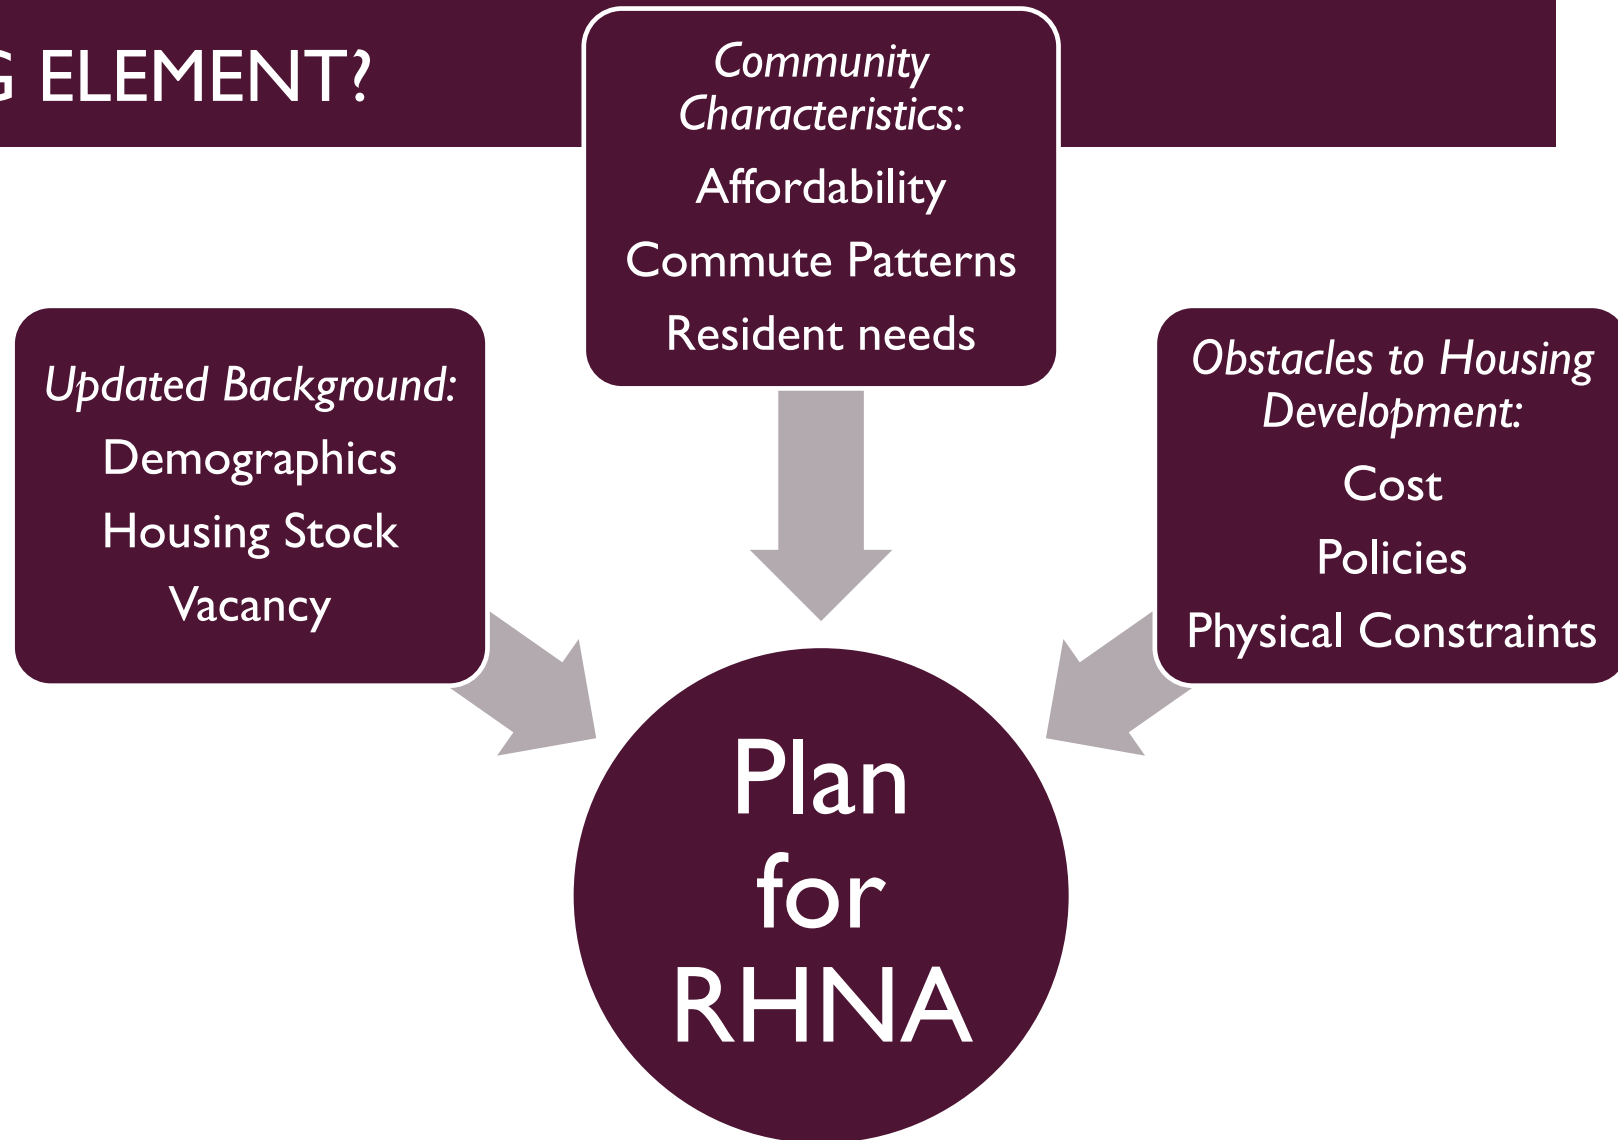 G ELEMENT?
Community
Characteristics:
Affordability
Commute Patterns
Resident needs
Updated Background:
Demographics
Housing Stock
Vacancy
Obstacles to Housing
Development:
Cost
Policies
Physical Constraints
Plan
for
RHNA